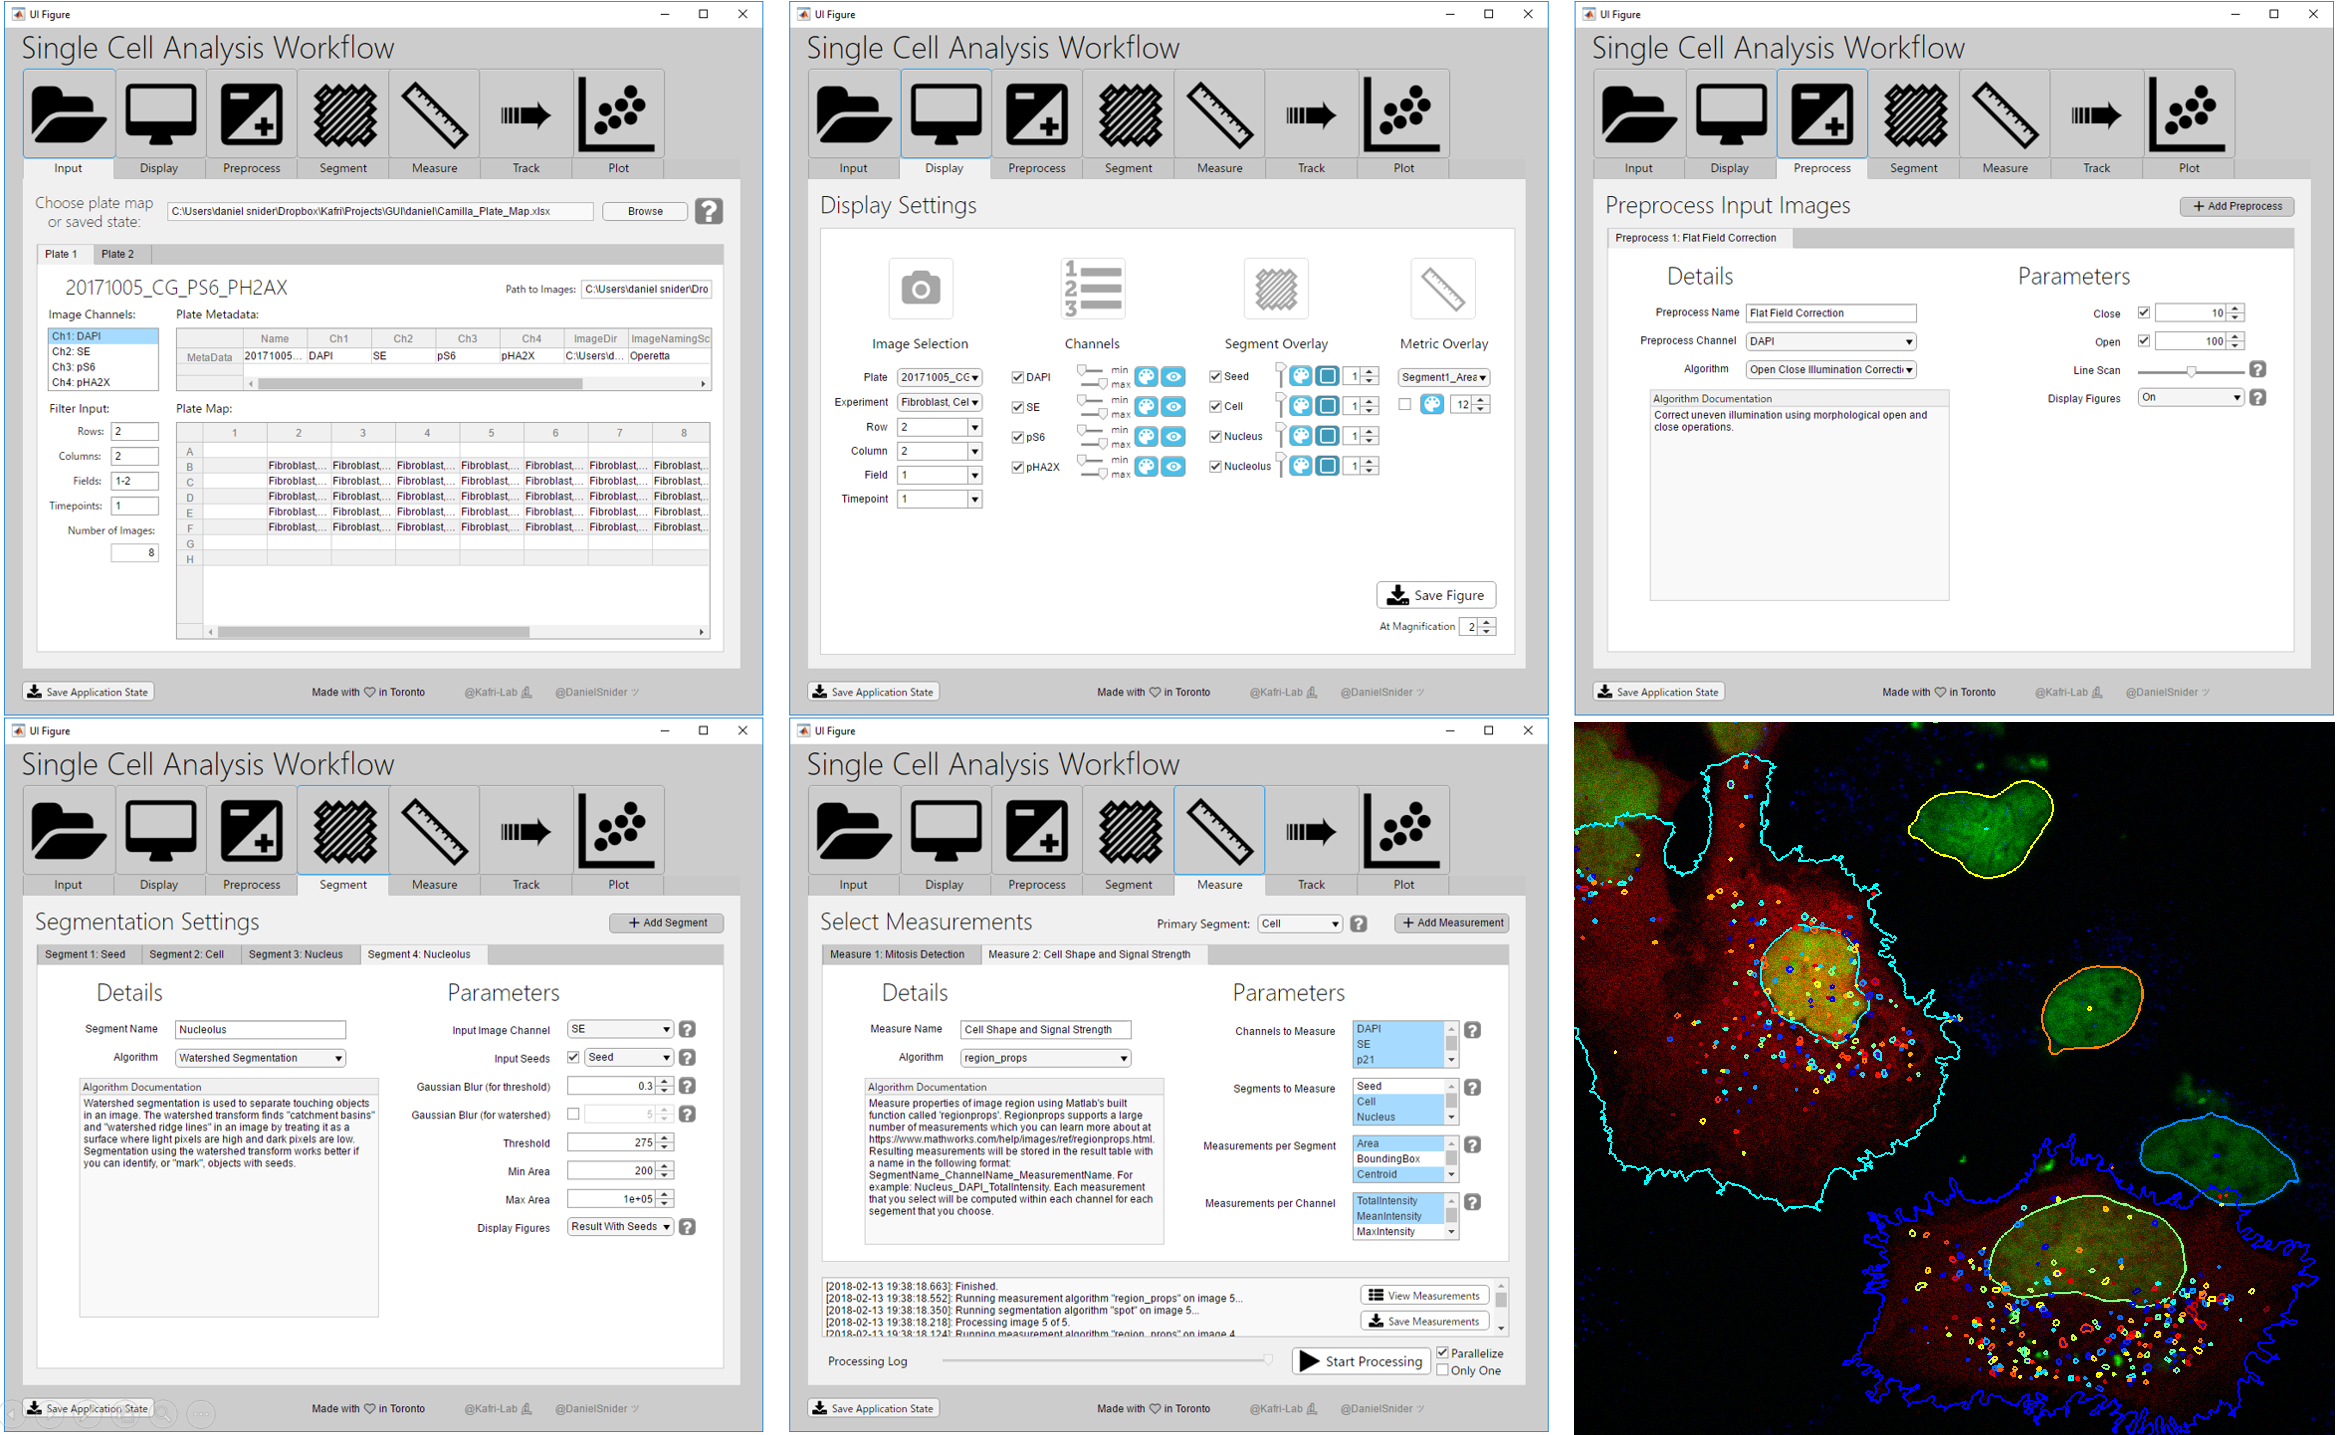 UI Figure
Single Cell Analysis Workflow
Input Display Preprocess Segment Measure Track Plot
Choose plate map or saved state:
C:\Users\daniel snider\Dropbox\Kafri\Projects\GUI\daniel\Camilla_Plate_Map.xlsx
Browse
?
Plate 1 Plate 2
20171005_CG_PS6_PH2AX
Path to Images: C:\Users\daniel snider\Dro
Image Channels:
Ch1: DAPI
Ch2: SE
Ch3: pS6
Ch4: pHA2X
Plate Metadata:
Name Ch1 Ch2 Ch3 Ch4 ImageDir ImageNamingSc
MetaData 20171005... DAPI SE pS6 pHA2X C:\Users\d... Operetta
Filter Input:
Rows: 2
Columns: 2
Fields: 1-2
Timepoints: 1
Number of Images:
8
Plate Map:
1 2 3 4 5 6 7 8
A
B Fibroblast,... Fibroblast,... Fibroblast,... Fibroblast,... Fibroblast,... Fibroblast,... Fibroblast,..
C Fibroblast,... Fibroblast,... Fibroblast,... Fibroblast,... Fibroblast,... Fibroblast,... Fibroblast,..
D Fibroblast,... Fibroblast,... Fibroblast,... Fibroblast,... Fibroblast,... Fibroblast,... Fibroblast,..
E Fibroblast,... Fibroblast,... Fibroblast,... Fibroblast,... Fibroblast,... Fibroblast,... Fibroblast,..
F Fibroblast,... Fibroblast,... Fibroblast,... Fibroblast,... Fibroblast,... Fibroblast,... Fibroblast,..
G
H
Save Application State
Made with ♡ in Toronto
@Kafri-Lab
@DanielSnider ツ
UI Figure
Single Cell Analysis Workflow
Input Display Preprocess Segment Measure Track Plot
Display Settings
1
2
3
Image Selection
Plate 20171005_CG
Experiment Fibroblast, Cel
Row 2
Column 2
Field 1
Timepoint 1
Channels
DAPI min max
SE min max
pS6 min max
pHA2X min max
Segment Overlay
Seed 1
Cell 1
Nucleus 1
Nucleolus 1
Metric Overlay
Segment1_Area
12
Save Figure
At Magnification 2
Save Application State
Made with ♡ in Toronto
@Kafri-Lab
@DanielSnider ツ
UI Figure
Single Cell Analysis Workflow
Input Display Preprocess Segment Measure Track Plot
Preprocess Input Images
+ Add Preprocess
Preprocess 1: Flat Field Correction
Details
Preprocess Name Flat Field Correction
Preprocess Channel DAPI
Algorithm Open Close Illumination Correcti
Algorithm Documentation
Correct uneven illumination using morphological open and
close operations.
Parameters
Close 10
Open 100
Line Scan ?
Display Figures On ?
Save Application State
Made with ♡ in Toronto
@Kafri-Lab
@DanielSnider ツ
UI Figure
Single Cell Analysis Workflow
Input Display Preprocess Segment Measure Track Plot
Segmentation Settings
+ Add Segment
Segment 1: Seed Segment 2: Cell Segment 3: Nucleus Segment 4: Nucleolus
Details
Segment Name Nucleolus
Algorithm Watershed Segmentation
Algorithm Documentation
Watershed segmentation is used to separate touching objects
in an image. The watershed transform finds "catchment basins"
and "watershed ridge lines" in an image by treating it as a
surface where light pixels are high and dark pixels are low.
Segmentation using the watershed transform works better if
you can identify, or "mark", objects with seeds.
Parameters
Input Image Channel SE ?
Input Seeds Seed ?
Gaussian Blur (for threshold) 0.3 ?
Gaussian Blur (for watershed) 5 ?
Threshold 275
Min Area 200
Max Area 1e+05
Display Figures Result With Seeds ?
Save Application State
Made with ♡ in Toronto
@Kafri-Lab
@DanielSnider ツ
UI Figure
Single Cell Analysis Workflow
Input Display Preprocess Segment Measure Track Plot
Select Measurements
Primary Segment: Cell ?
+ Add Measurement
Measure 1: Mitosis Detection Measure 2: Cell Shape and Signal Strength
Details
Measure Name Cell Shape and Signal Strength
Algorithm region_props
Algorithm Documentation
Measure properties of image region using Matlab's built
function called 'regionprops'. Regionprops supports a large
number of measurements which you can learn more about at
https://www.mathworks.com/help/images/ref/regionprops.html.
Resulting measurements will be stored in the result table with
a name in the following format:
SegmentName_ChannelName_MeasurementName. For
example: Nucleus_DAPI_TotalIntensity. Each measurement
that you select will be computed within each channel for each
segement that you choose.
Parameters
Channels to Measure
DAPI
SE
p21
?
Segments to Measure
Seed
Cell
Nucleus
?
Measurements per Segment
Area
BoundingBox
Centroid
?
Measurements per Channel
TotalIntensity
MeanIntensity
MaxIntensity
?
[2018-02-13 19:38:18.663]: Finished.
[2018-02-13 19:38:18.552]: Running measurement algorithm "region_props" on image 5...
[2018-02-13 19:38:18.350]: Running segmentation algorithm "spot" on image 5...
[2018-02-13 19:38:18.218]: Processing image 5 of 5.
[2018-02-13 19:38:18.124]: Running measurement algorithm "region_props" on image 4
View Measurements
Save Measurements
Processing Log
Start Processing
Parallelize
Only One
Save Application State
Made with ♡ in Toronto
@Kafri-Lab
@DanielSnider ツ